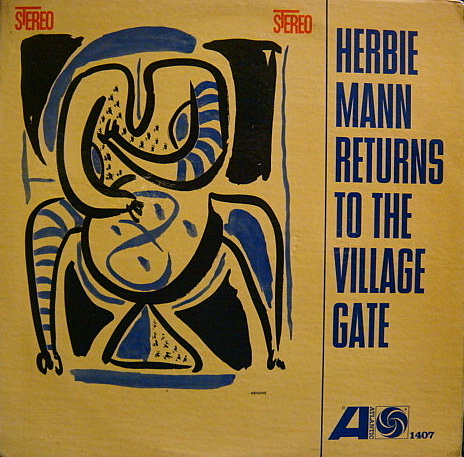 STEREO
STEREO
HERBIE
MANN
RETURNS
TO THE
VILLAGE
GATE
A
ATLANTIC
1407